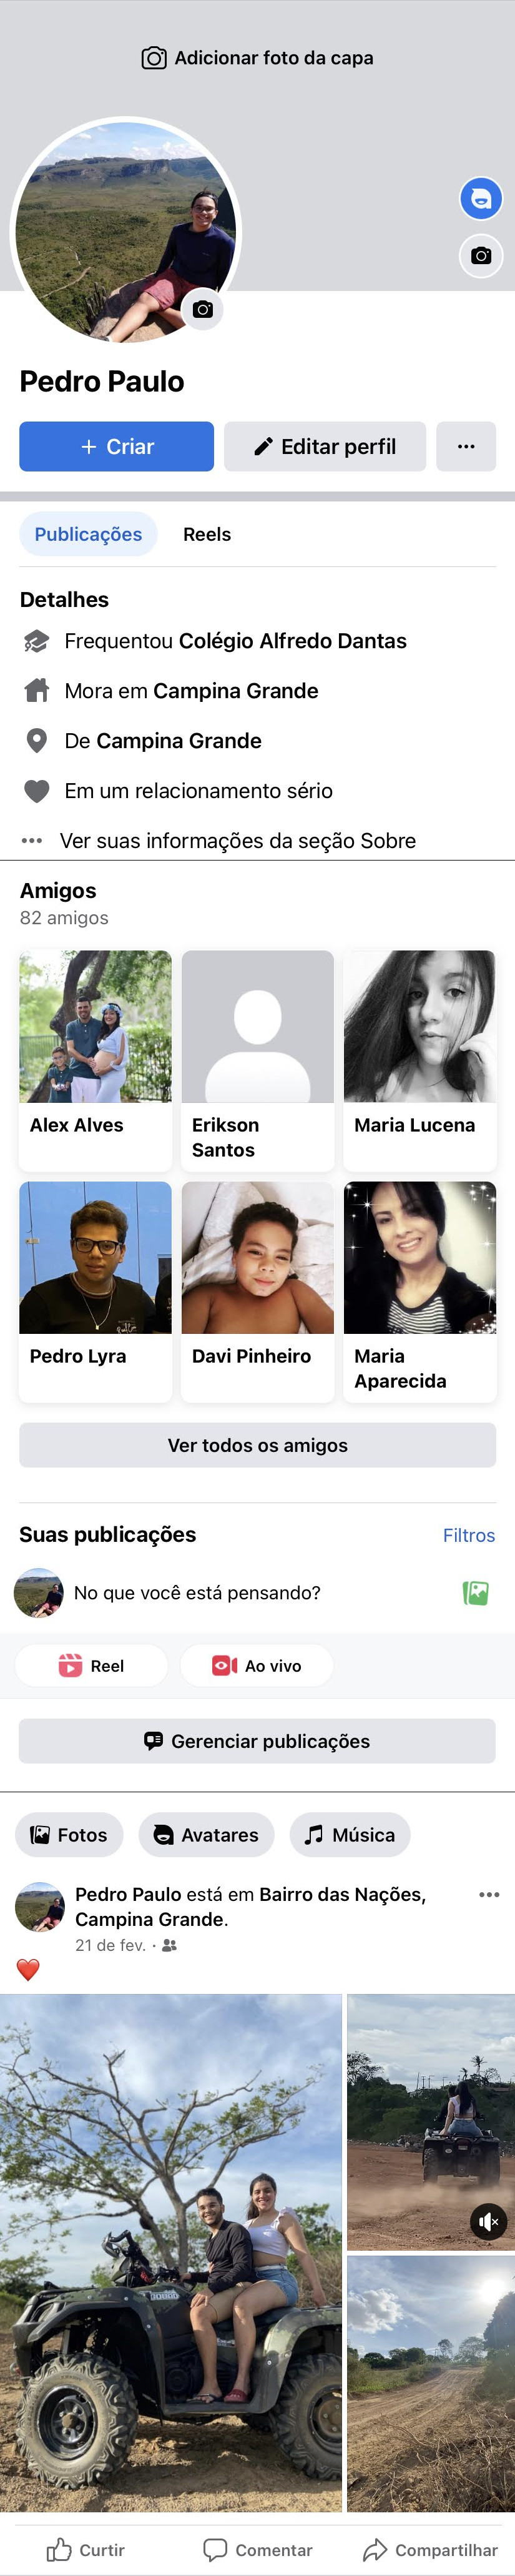 Adicionar foto da capa
Pedro Paulo
+ Criar
Editar perfil
Publicações
Reels
Detalhes
Frequentou Colégio Alfredo Dantas
Mora em Campina Grande
De Campina Grande
Em um relacionamento sério
Ver suas informações da seção Sobre
Amigos
82 amigos
Alex Alves
Erikson
Santos
Maria Lucena
Pedro Lyra
Davi Pinheiro
Maria
Aparecida
Ver todos os amigos
Suas publicações
Filtros
No que você está pensando?
Reel
Ao vivo
Gerenciar publicações
Fotos
Avatares
Música
Pedro Paulo está em Bairro das Nações,
Campina Grande.
21 de fev. ·
Curtir
Comentar
Compartilhar